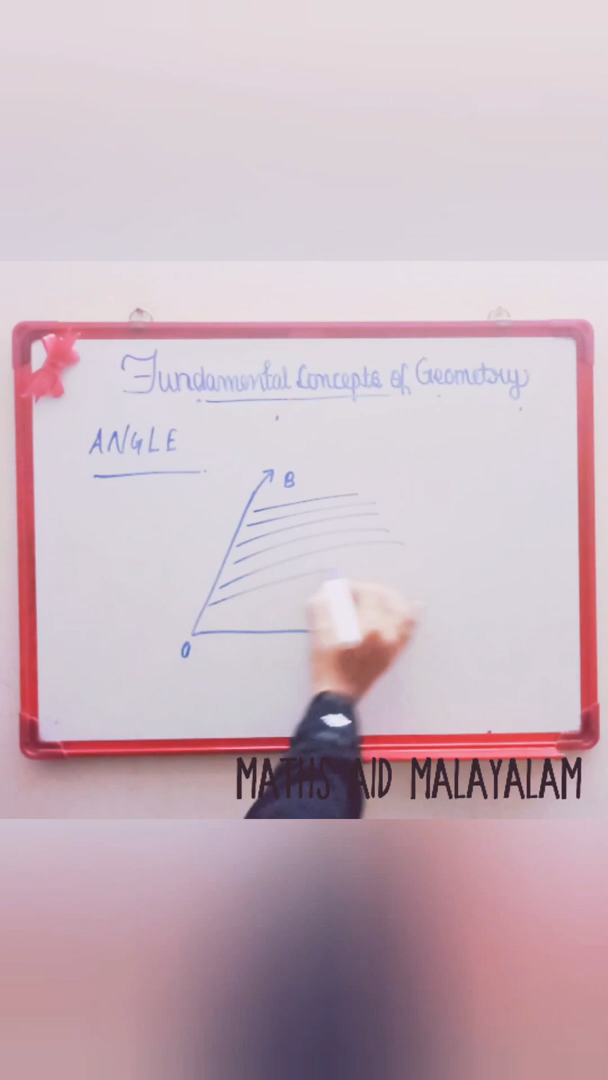 Fundamental Concepts of Geometry
ANGLE
B
O
MATHS AID MALAYALAM